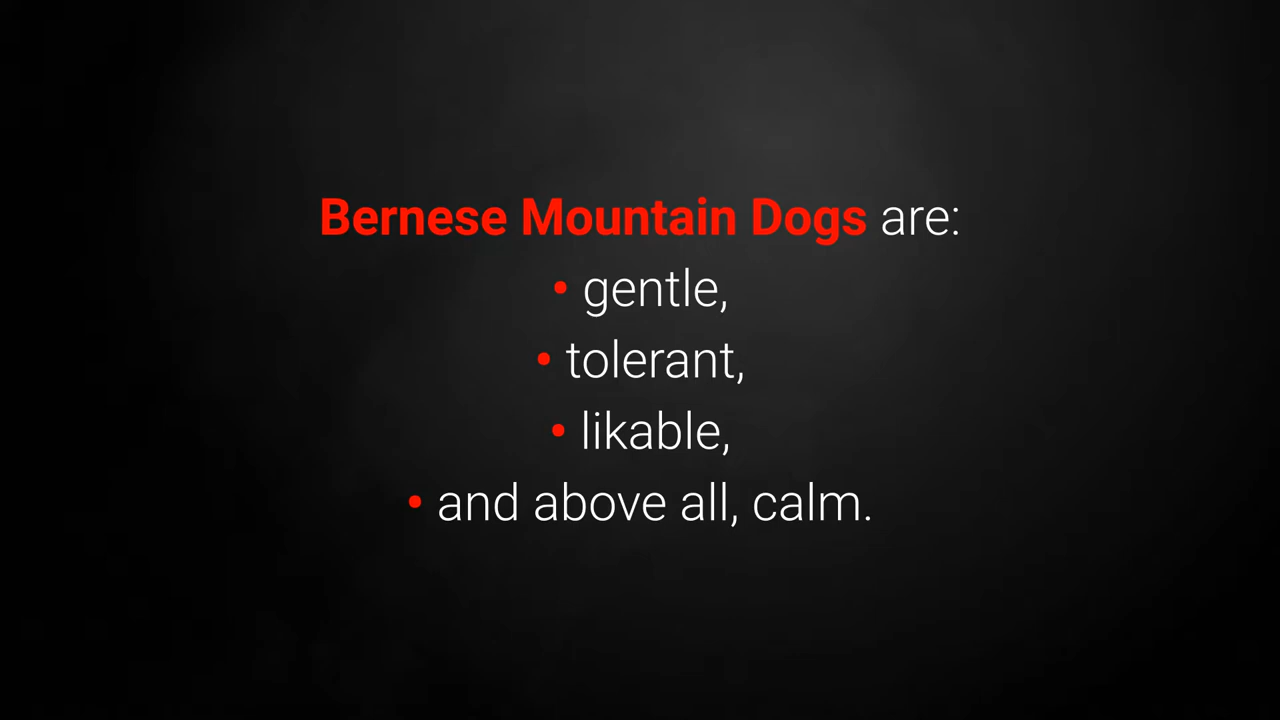 Bernese Mountain Dogs are:
• gentle,
• tolerant,
• likable,
• and above all, calm.